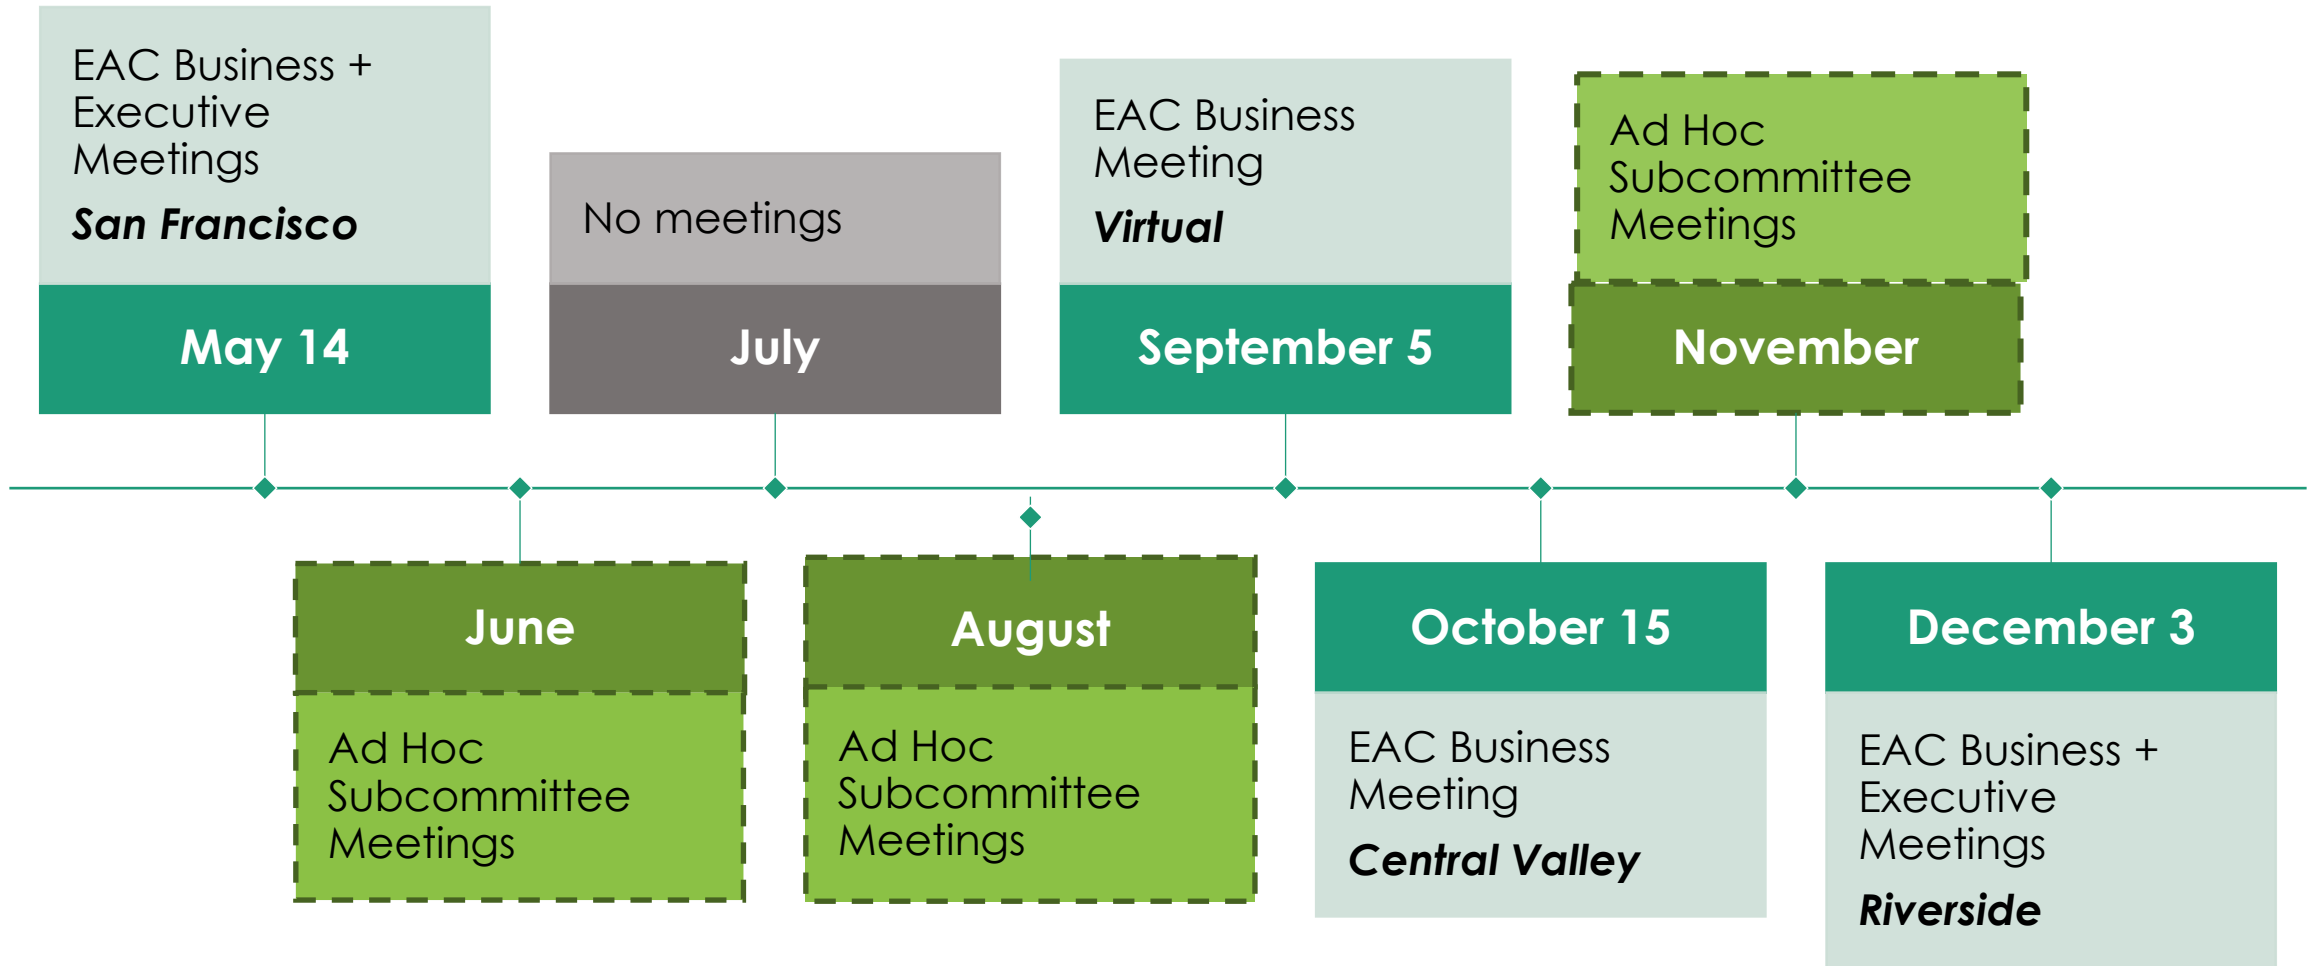 EAC Business +
Executive
Meetings
San Francisco
May 14
No meetings
July
EAC Business
Meeting
Virtual
September 5
Ad Hoc
Subcommittee
Meetings
November
June
Ad Hoc
Subcommittee
Meetings
August
Ad Hoc
Subcommittee
Meetings
October 15
EAC Business
Meeting
Central Valley
December 3
EAC Business +
Executive
Meetings
Riverside